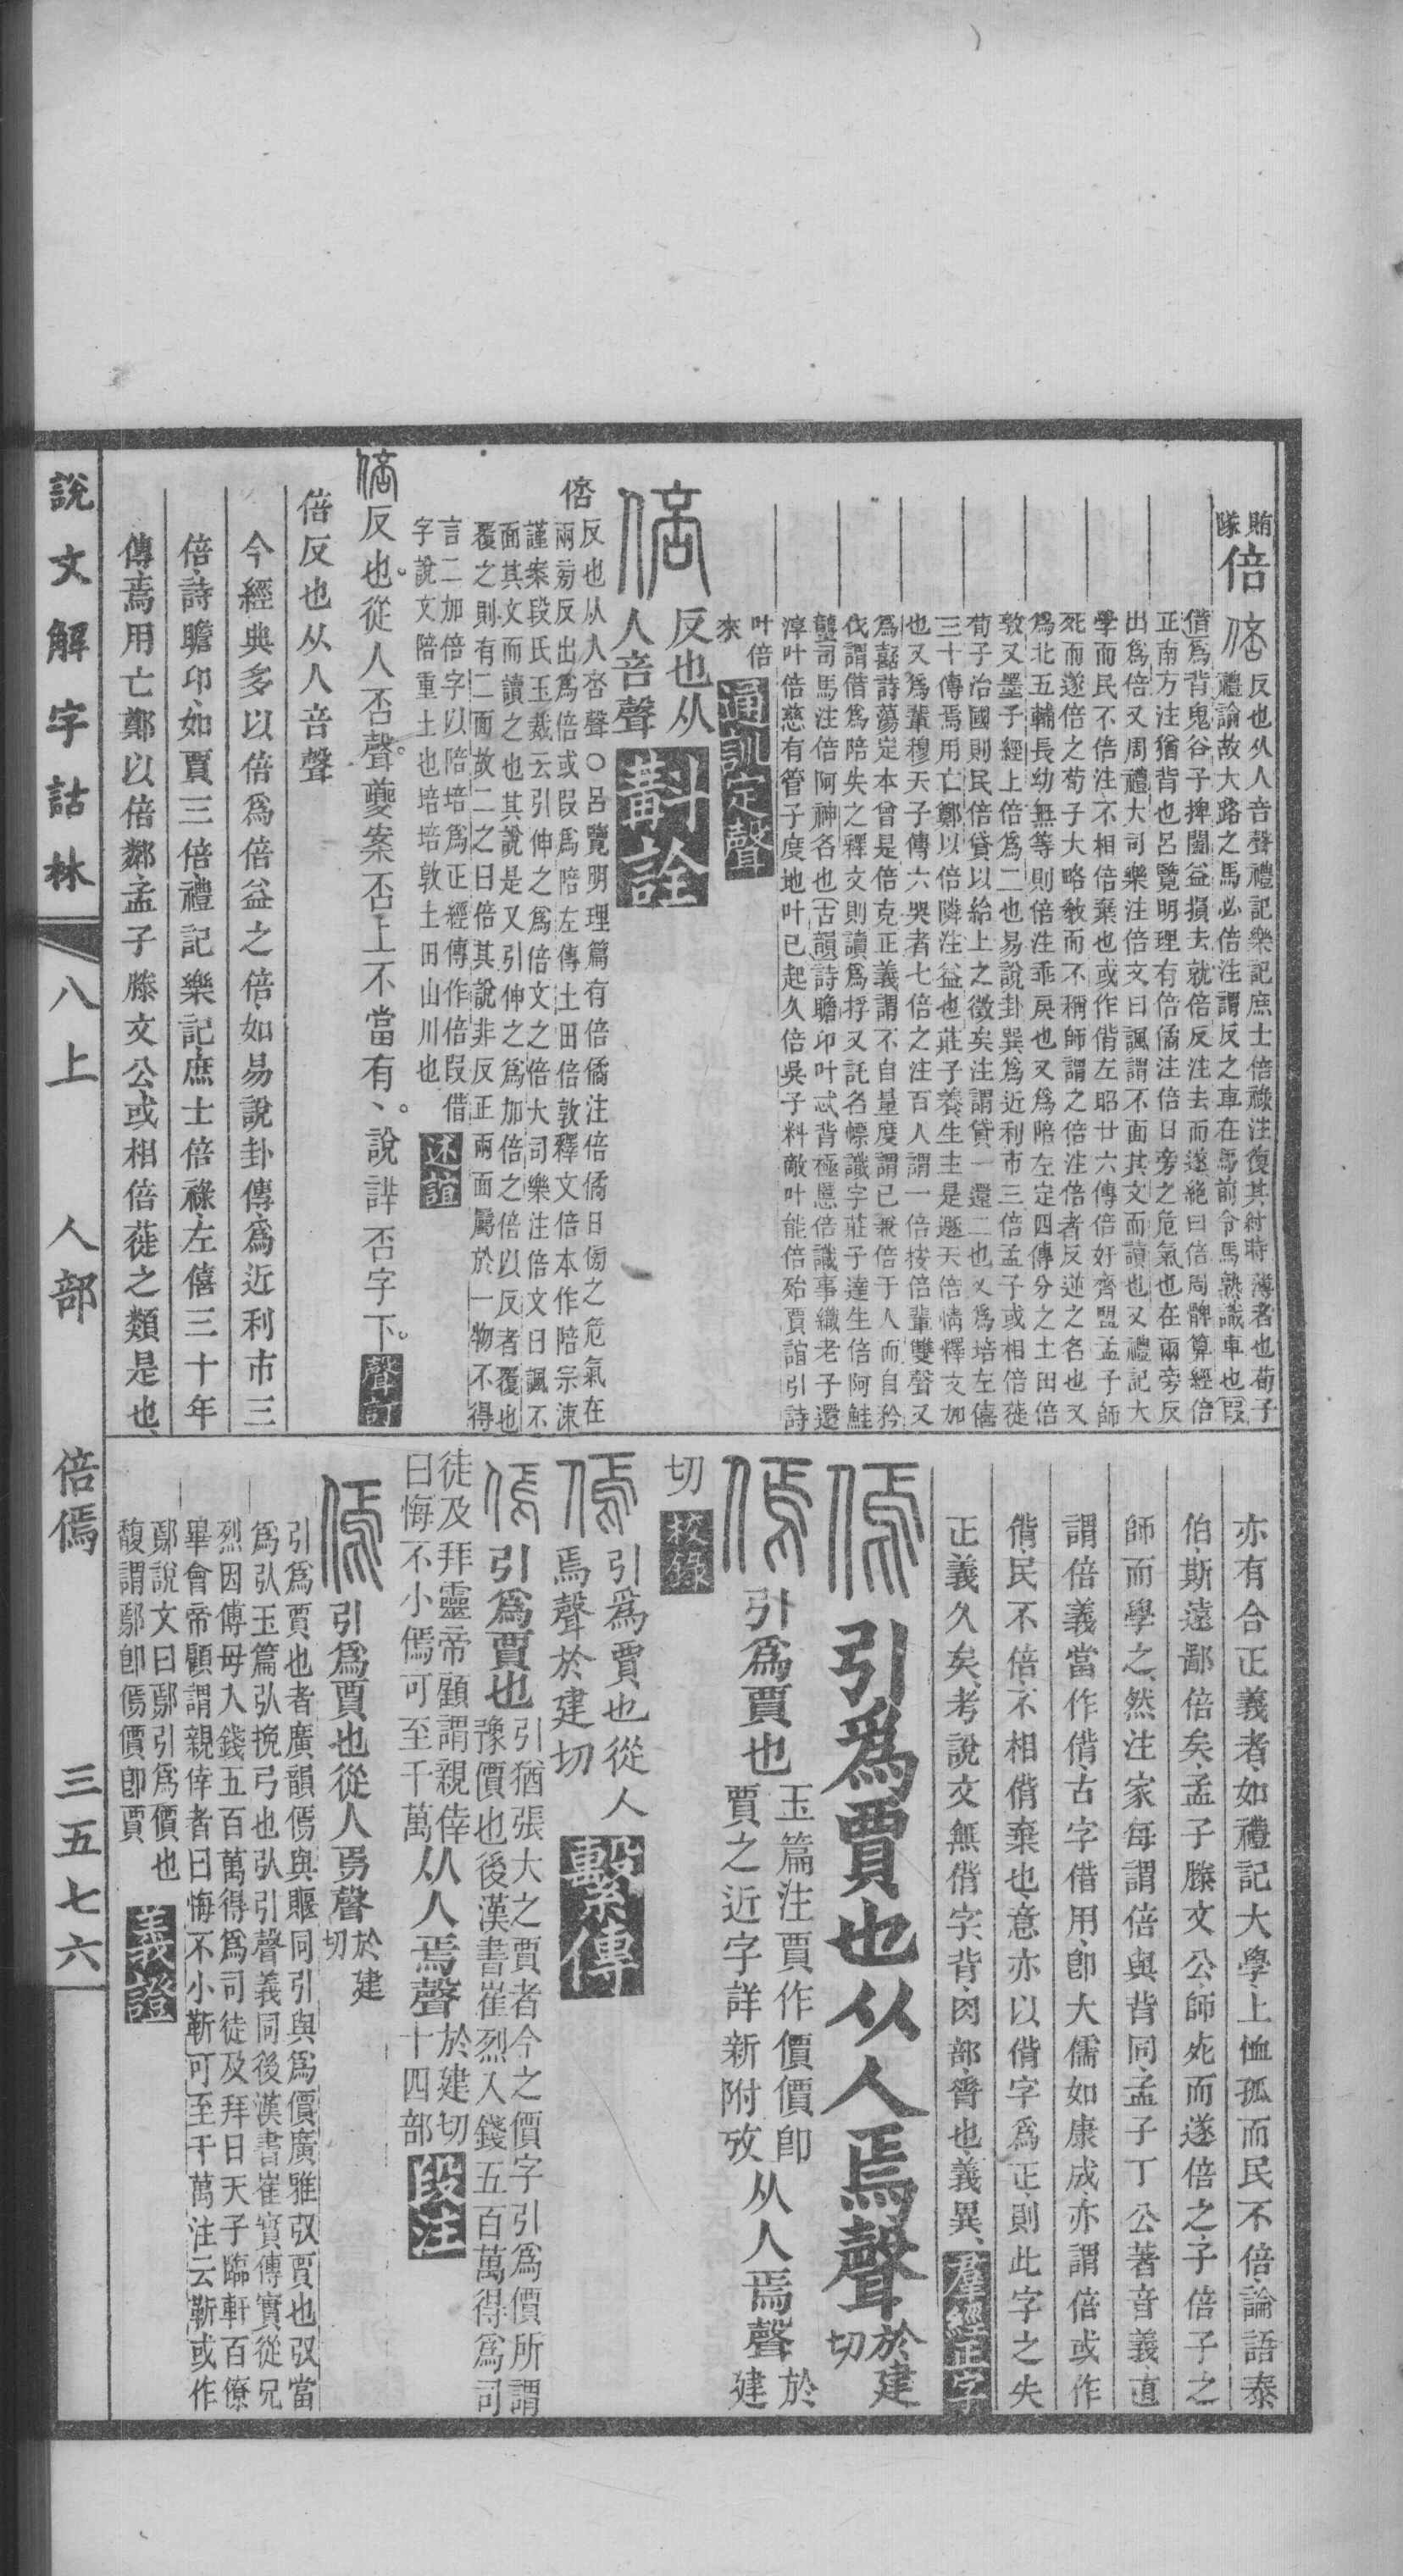 賄
隊
倍
反也从人咅聲禮記樂記庶士倍祿注復其紂時薄者也荀子
禮論故大路之馬必倍注謂反之車在馬前令馬熟識車也叚
借爲背鬼谷子捭闔益損去就倍反注去而遂絶曰倍周髀算經倍
正南方注猶背也呂覽明理有倍僪注倍日旁之危氣也在兩旁反
出爲倍又周禮大司樂注倍文曰諷謂不面其文而讀也又禮記大
學而民不倍注不相倍棄也或作偝左昭廿六傳倍好齊盟孟子師
死而遂倍之荀子大略教而不稱師謂之倍注倍者反逆之名也又
爲北五輔長幼無等則倍注乖戾也又爲陪左定四傳分之土田倍
敦又墨子經上倍爲二也易說卦巽爲近利市三倍孟子或相倍蓰
荀子治國則民倍貸以給上之徵矣注謂貸一還二也又爲培左僖
三十傳焉用亡鄭以倍隣注益也莊子養生主是遯天倍情釋文加
也又爲輩穆天子傳六哭者七倍之注百人謂一倍按倍輩雙聲又
爲嚭詩蕩定本曾是倍克正義謂不自量度謂己兼倍于人而自矜
伐謂借爲陪失之釋文則讀爲捊又託名幖識字莊子達生倍阿鮭
蠪司馬注倍阿神名也古韻詩瞻卬叶忒背極慝倍識事織老子還
淳叶倍慈有管子度地叶已起久倍吳子料敵叶能倍殆賈誼引詩
叶倍
來
通訓定聲
反也从
人咅聲
斠詮
倍
反也从人咅聲○呂覽明理篇有倍僪注倍僪日傍之危氣在
兩旁反出爲倍或叚爲陪左傳土田倍敦釋文倍本作陪宗涑
謹案段氏玉裁云引伸之爲倍文之倍大司樂注倍文曰諷不
面其文而讀之也其說是又引伸之爲加倍之倍以反者覆也
覆之則有二面故二之曰倍其說非反正兩面屬於一物不得
言二加倍字以陪培爲正經傳作倍叚借
字說文陪重土也培培敦土田山川也
述誼
反也。從人否聲。夔案否上不當有、。說詳否字下。
聲訂
倍反也从人咅聲
今經典多以倍爲倍益之倍、如易說卦傳、爲近利市三
倍、詩瞻卬、如賈三倍、禮記樂記、庶士倍祿、左僖三十年
傳、焉用亡鄭以倍鄰、孟子滕文公、或相倍蓰之類是也、
亦有合正義者、如禮記大學、上恤孤而民不倍、論語泰
伯、斯遠鄙倍矣、孟子滕文公、師死而遂倍之、子倍子之
師而學之、然注家每謂倍與背同、孟子丁公著音義、直
謂倍義當作偝、古字借用、卽大儒如康成、亦謂倍或作
偝、民不倍、不相偝棄也、意亦以偝字爲正、則此字之失
正義久矣、考說文無偝字、背、肉部、脊也、義異、
羣經正字
引爲賈也从人焉聲
於建
切
引爲賈也
玉篇注賈作價價卽
賈之近字詳新附攷
从人焉聲
於
建
切
校錄
引爲賈也從人
焉聲於建切
繫傳
引爲賈也
引猶張大之賈者今之價字引爲價所謂
豫價也後漢書崔烈入錢五百萬得爲司
徒及拜靈帝顧謂親倖
曰悔不小傿可至千萬
从人焉聲
於建切
十四部
段注
引爲賈也從人焉聲
於建
切
引爲賈也者廣韻傿與躽同引與爲價廣雅㪅賈也㪅當
爲弞玉篇弞挽弓也弞引聲義同後漢書崔寔傳寔從兄
烈因傅母入錢五百萬得爲司徒及拜日天子臨軒百僚
畢會帝顧謂親倖者曰悔不小靳可至千萬注云靳或作
鄢說文曰鄢引爲價也
馥謂鄢卽傿價卽賈
義證
說文解字詁林
八上
人部
倍傿
三五七六